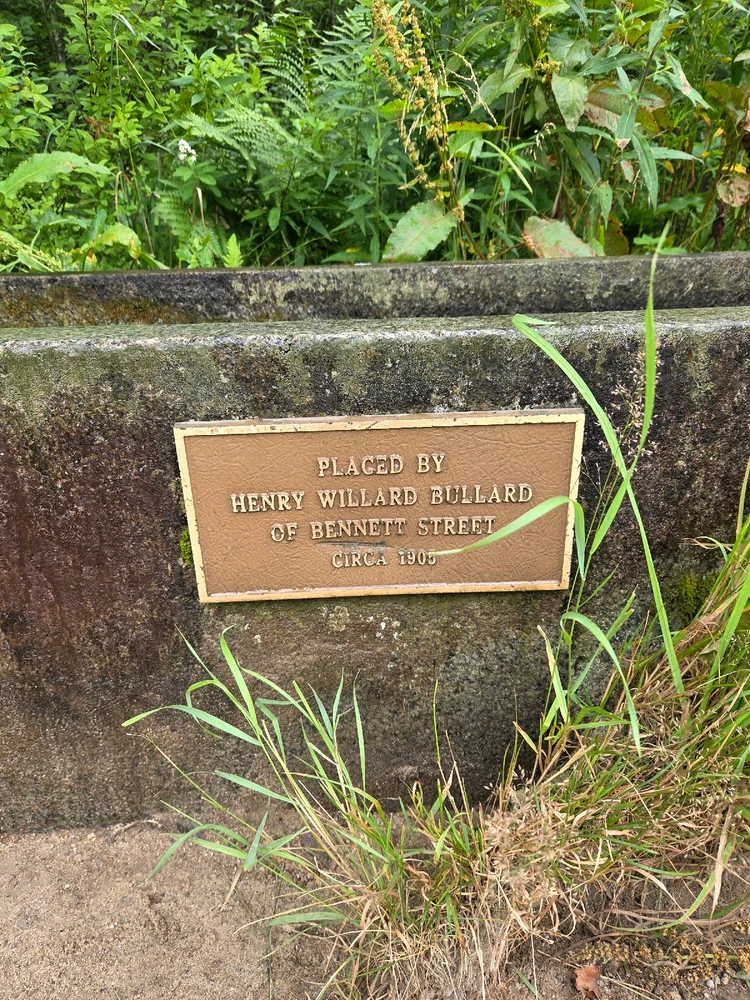 PLACED BY
HENRY WILLARD BULLARD
OF BENNETT STREET
CIRCA 1905